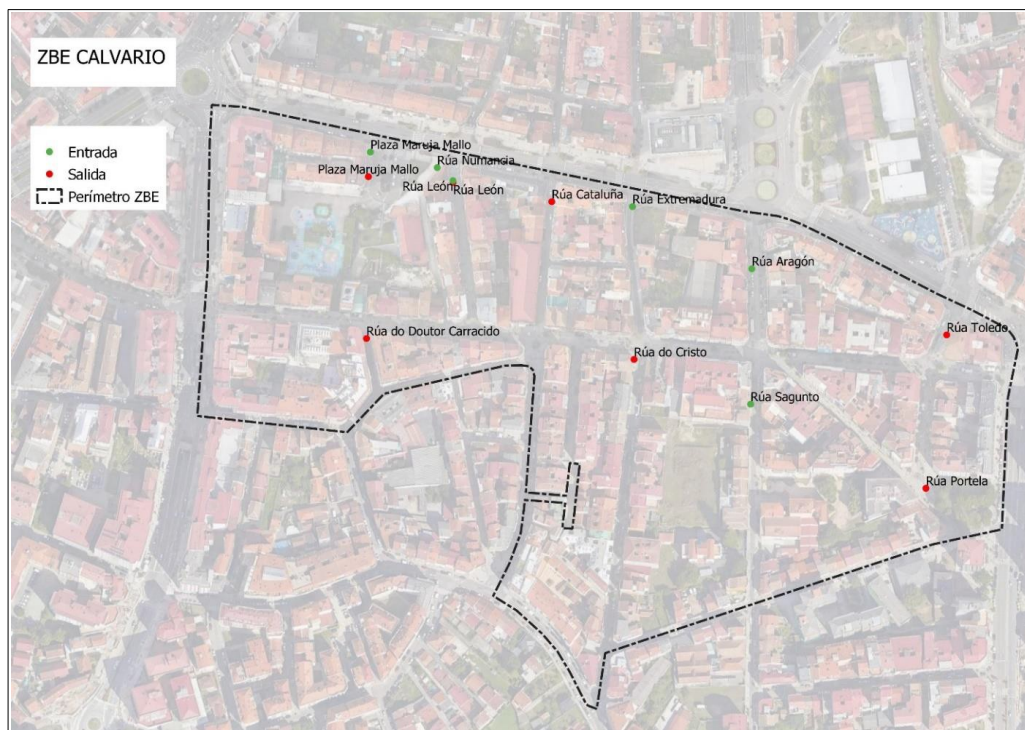 ZBE CALVARIO
Entrada
Salida
Perímetro ZBE
Plaza Maruja Mallo
Rúa Numancia
Plaza Maruja Mallo
Rúa León
Rúa León
Rúa Cataluña
Rúa Extremadura
Rúa Aragón
Rúa do Doutor Carracido
Rúa Toledo
Rúa do Cristo
Rúa Sagunto
Rúa Portela